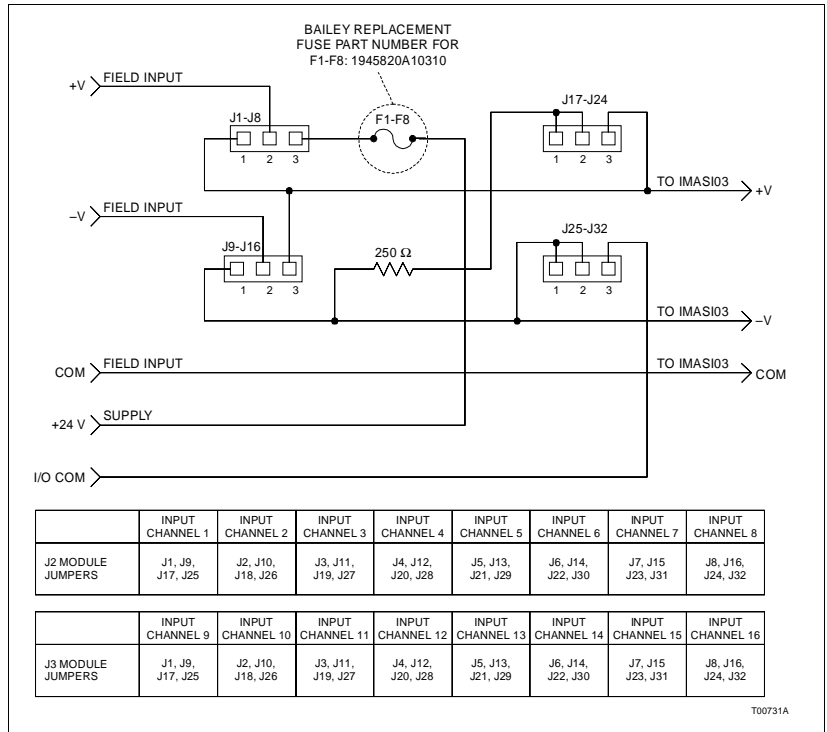 BAILEY REPLACEMENT
FUSE PART NUMBER FOR
F1-F8: 1945820A10310
+V FIELD INPUT
J1-J8
F1-F8
J17-J24
1 2 3
1 2 3
TO IMASI03
+V
–V FIELD INPUT
J9-J16
250 Ω
J25-J32
1 2 3
1 2 3
TO IMASI03
–V
COM FIELD INPUT
TO IMASI03
COM
+24 V SUPPLY
I/O COM
INPUT CHANNEL 1
INPUT CHANNEL 2
INPUT CHANNEL 3
INPUT CHANNEL 4
INPUT CHANNEL 5
INPUT CHANNEL 6
INPUT CHANNEL 7
INPUT CHANNEL 8
J2 MODULE JUMPERS
J1, J9, J17, J25
J2, J10, J18, J26
J3, J11, J19, J27
J4, J12, J20, J28
J5, J13, J21, J29
J6, J14, J22, J30
J7, J15 J23, J31
J8, J16, J24, J32
INPUT CHANNEL 9
INPUT CHANNEL 10
INPUT CHANNEL 11
INPUT CHANNEL 12
INPUT CHANNEL 13
INPUT CHANNEL 14
INPUT CHANNEL 15
INPUT CHANNEL 16
J3 MODULE JUMPERS
J1, J9, J17, J25
J2, J10, J18, J26
J3, J11, J19, J27
J4, J12, J20, J28
J5, J13, J21, J29
J6, J14, J22, J30
J7, J15 J23, J31
J8, J16, J24, J32
T00731A